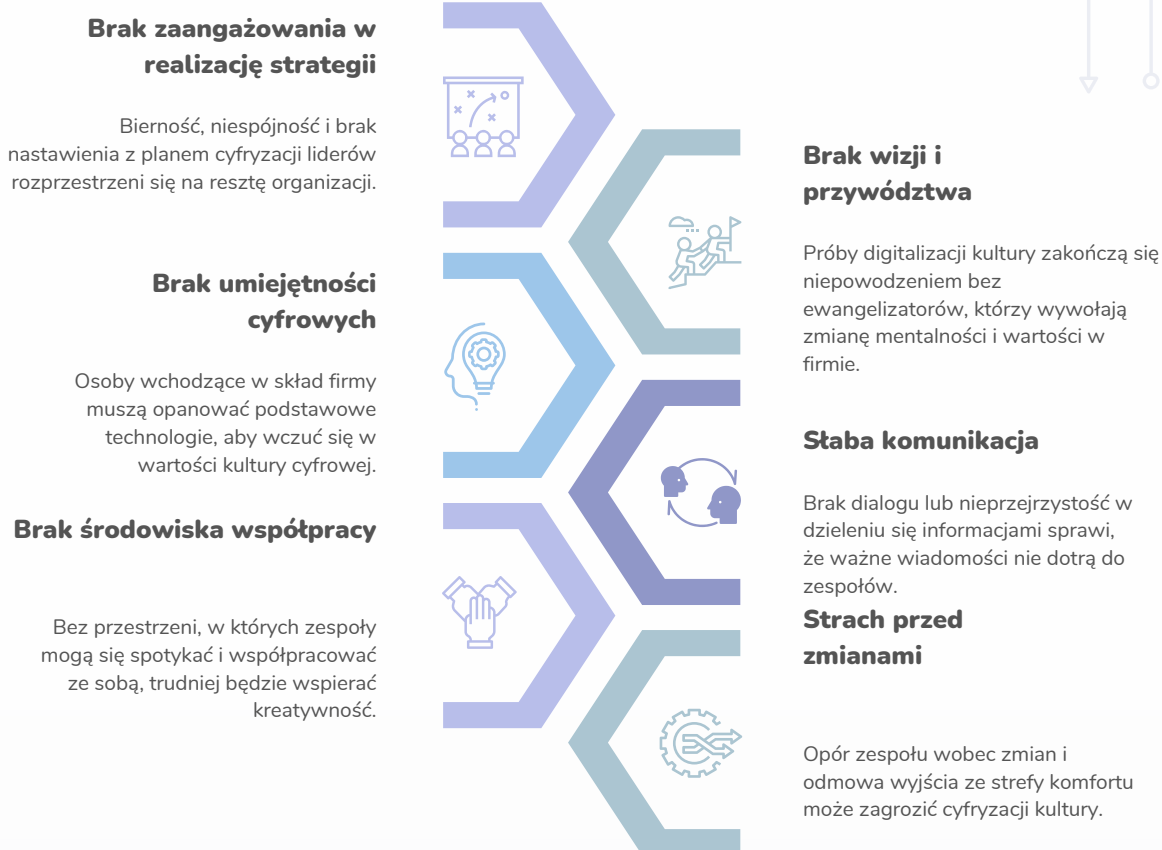 Brak zaangażowania w
realizację strategii
Bierność, niespójność i brak
nastawienia z planem cyfryzacji liderów
rozprzestrzeni się na resztę organizacji.
Brak wizji i
przywództwa
Próby digitalizacji kultury zakończą się
niepowodzeniem bez
ewangelizatorów, którzy wywołają
zmianę mentalności i wartości w
firmie.
Brak umiejętności
cyfrowych
Osoby wchodzące w skład firmy
muszą opanować podstawowe
technologie, aby wczuć się w
wartości kultury cyfrowej.
Słaba komunikacja
Brak dialogu lub nieprzejrzystość w
dzieleniu się informacjami sprawi,
że ważne wiadomości nie dotrą do
zespołów.
Brak środowiska współpracy
Bez przestrzeni, w których zespoły
mogą się spotykać i współpracować
ze sobą, trudniej będzie wspierać
kreatywność.
Strach przed
zmianami
Opór zespołu wobec zmian i
odmowa wyjścia ze strefy komfortu
może zagrozić cyfryzacji kultury.